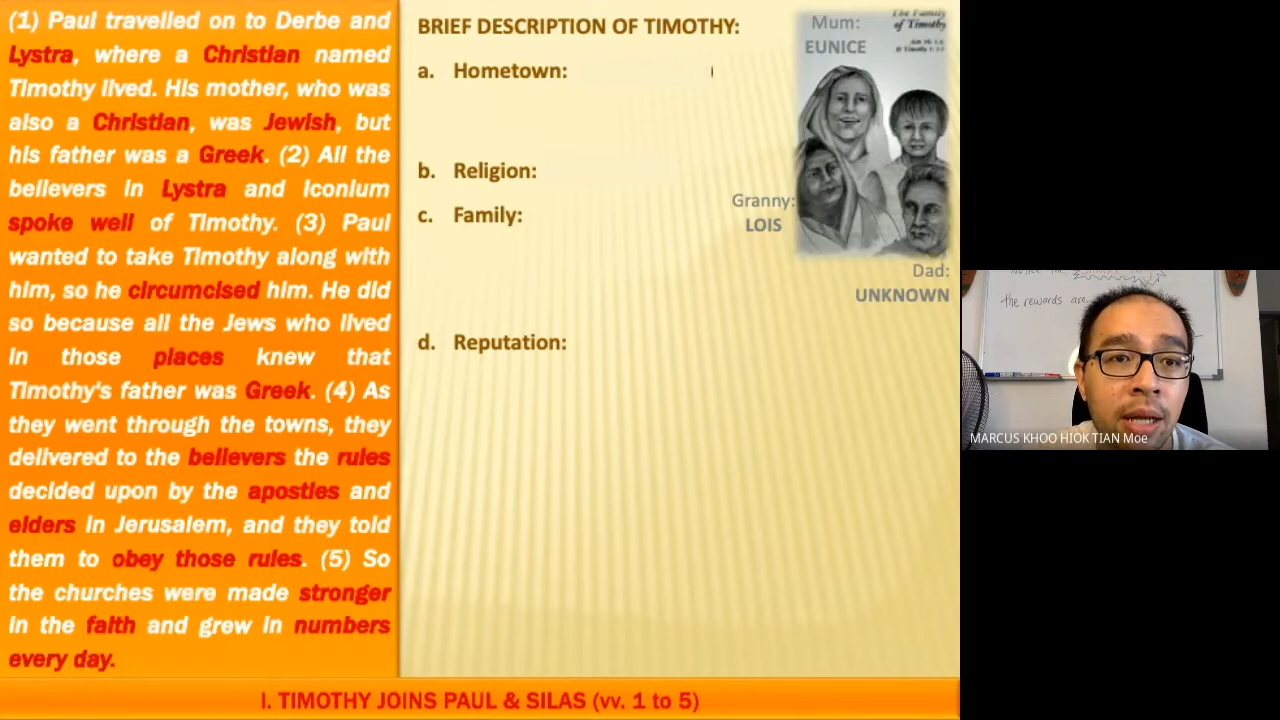 (1) Paul travelled on to Derbe and
Lystra, where a Christian named
Timothy lived. His mother, who was
also a Christian, was Jewish, but
his father was a Greek. (2) All the
believers in Lystra and Iconium
spoke well of Timothy. (3) Paul
wanted to take Timothy along with
him, so he circumcised him. He did
so because all the Jews who lived
in those places knew that
Timothy's father was Greek. (4) As
they went through the towns, they
delivered to the believers the rules
decided upon by the apostles and
elders in Jerusalem, and they told
them to obey those rules. (5) So
the churches were made stronger
in the faith and grew in numbers
every day.
BRIEF DESCRIPTION OF TIMOTHY:
a. Hometown:
b. Religion:
c. Family:
d. Reputation:
Mum:
EUNICE
The Family
of Timothy
Granny:
LOIS
Dad:
UNKNOWN
I. TIMOTHY JOINS PAUL & SILAS (vv. 1 to 5)
the rewards are
MARCUS KHOO HIOK TIAN Moe